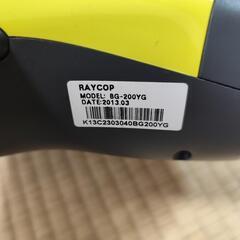 RAYCOP
MODEL: BG-200YG
DATE:2013.03
K13C2303040BG200YG